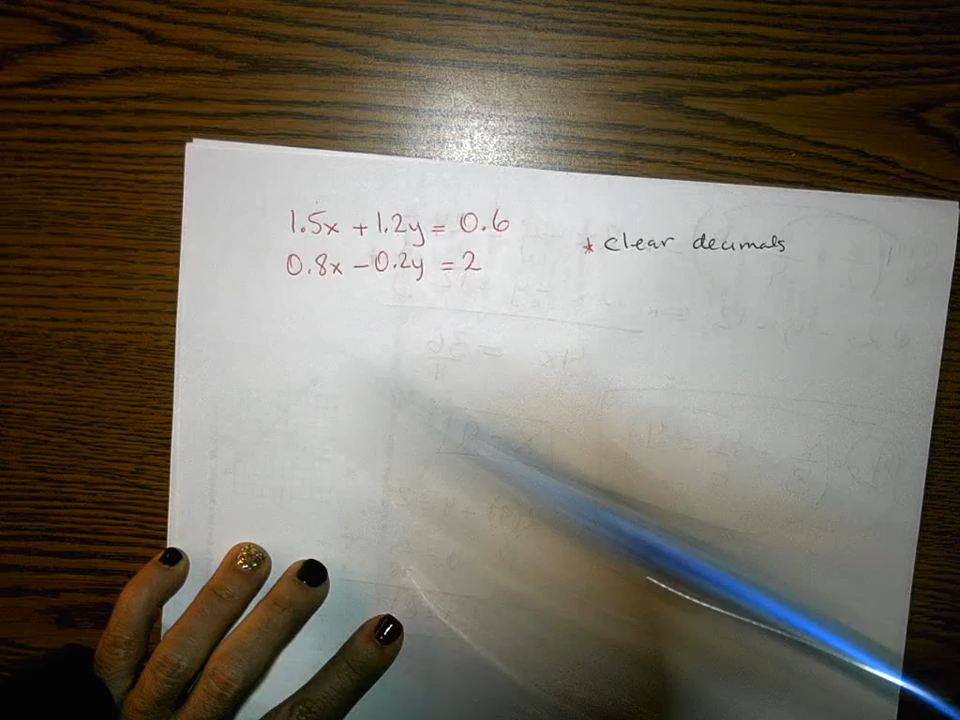 1.5x + 1.2y = 0.6
* clear decimals
0.8x - 0.2y = 2